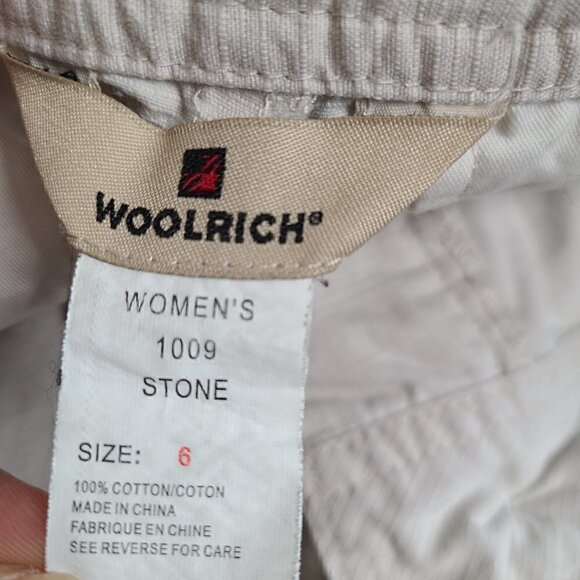 WOOLRICH®
WOMEN'S
1009
STONE
SIZE: 6
100% COTTON/COTON
MADE IN CHINA
FABRIQUE EN CHINE
SEE REVERSE FOR CARE